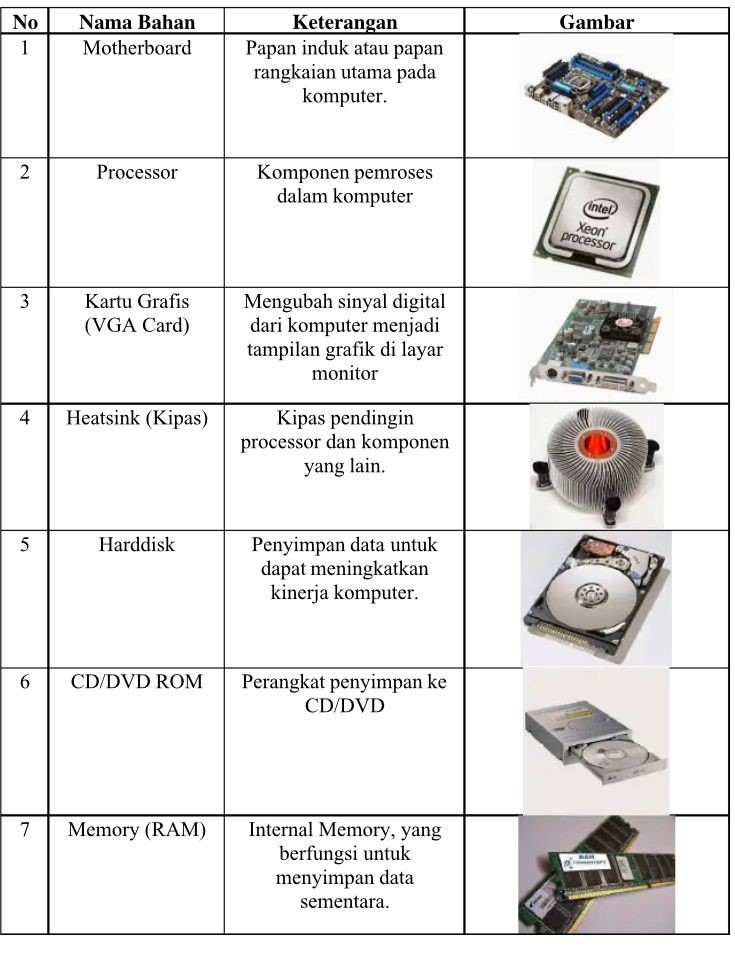 No Nama Bahan Keterangan Gambar
1 Motherboard Papan induk atau papan
rangkaian utama pada
komputer.
2 Processor Komponen pemroses
dalam komputer
intel
Xeon®
processor
3 Kartu Grafis Mengubah sinyal digital
(VGA Card) dari komputer menjadi
tampilan grafik di layar
monitor
4 Heatsink (Kipas) Kipas pendingin
processor dan komponen
yang lain.
5 Harddisk Penyimpan data untuk
dapat meningkatkan
kinerja komputer.
6 CD/DVD ROM Perangkat penyimpan ke
CD/DVD
7 Memory (RAM) Internal Memory, yang
berfungsi untuk
menyimpan data
sementara.
RAM